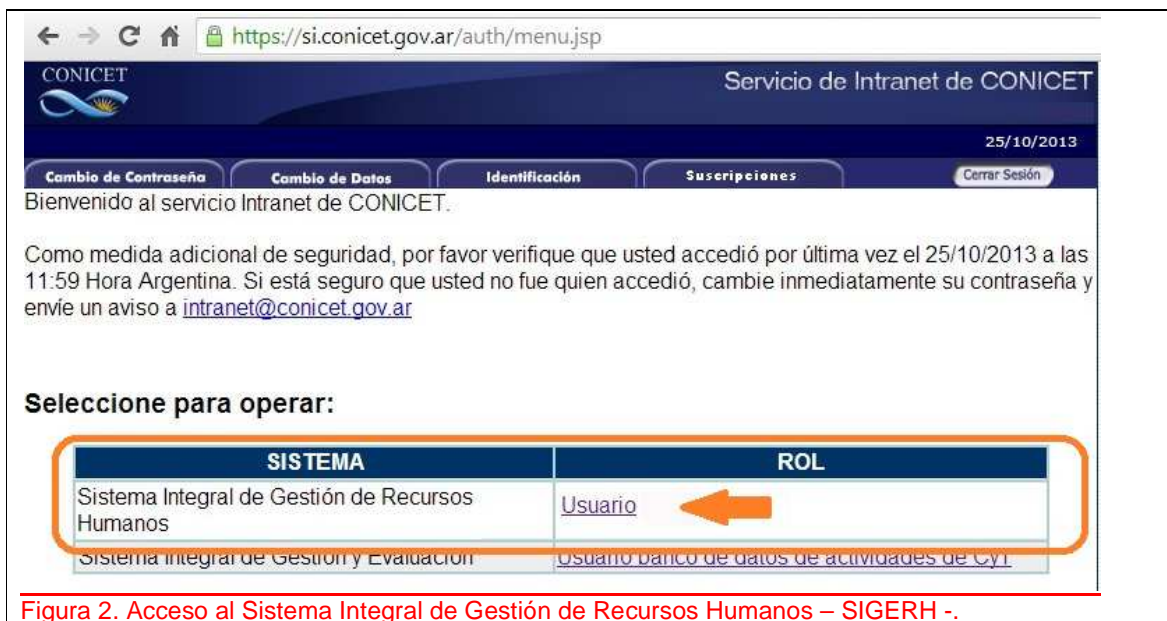 https://si.conicet.gov.ar/auth/menu.jsp
CONICET
Servicio de Intranet de CONICET
25/10/2013
Cambio de Contraseña Cambio de Datos Identificación Suscripciones Cerrar Sesión
Bienvenido al servicio Intranet de CONICET.
Como medida adicional de seguridad, por favor verifique que usted accedió por última vez el 25/10/2013 a las
11:59 Hora Argentina. Si está seguro que usted no fue quien accedió, cambie inmediatamente su contraseña y
envíe un aviso a intranet@conicet.gov.ar
Seleccione para operar:
SISTEMA ROL
Sistema Integral de Gestión de Recursos
Humanos
Usuario
Sistema Integral de Gestión y Evaluación Usuario banco de datos de actividades de CyT
Figura 2. Acceso al Sistema Integral de Gestión de Recursos Humanos – SIGERH -.